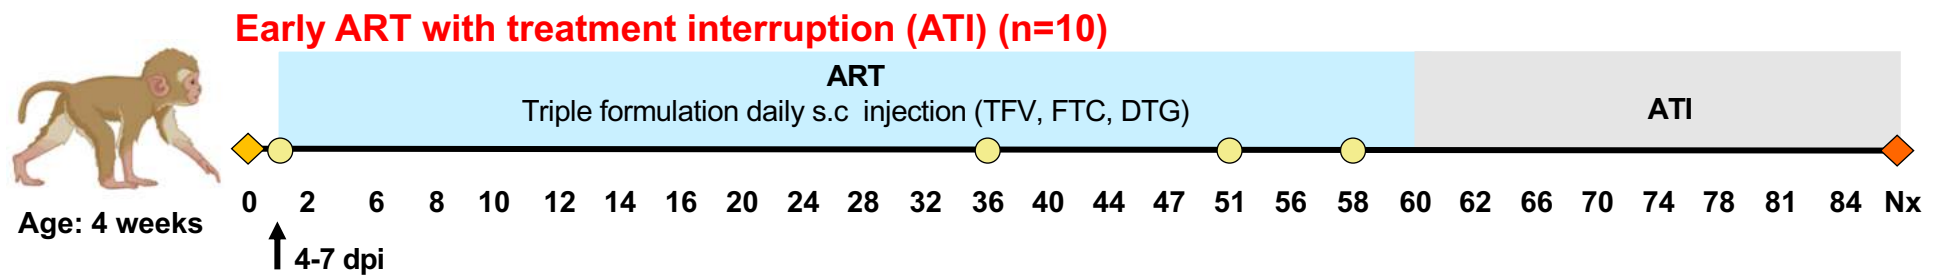 Early ART with treatment interruption (ATI) (n=10)
ART
Triple formulation daily s.c injection (TFV, FTC, DTG)
ATI
0 2 6 8 10 12 14 16 20 24 28 32 36 40 44 47 51 56 58 60 62 66 70 74 78 81 84 Nx
Age: 4 weeks
4-7 dpi